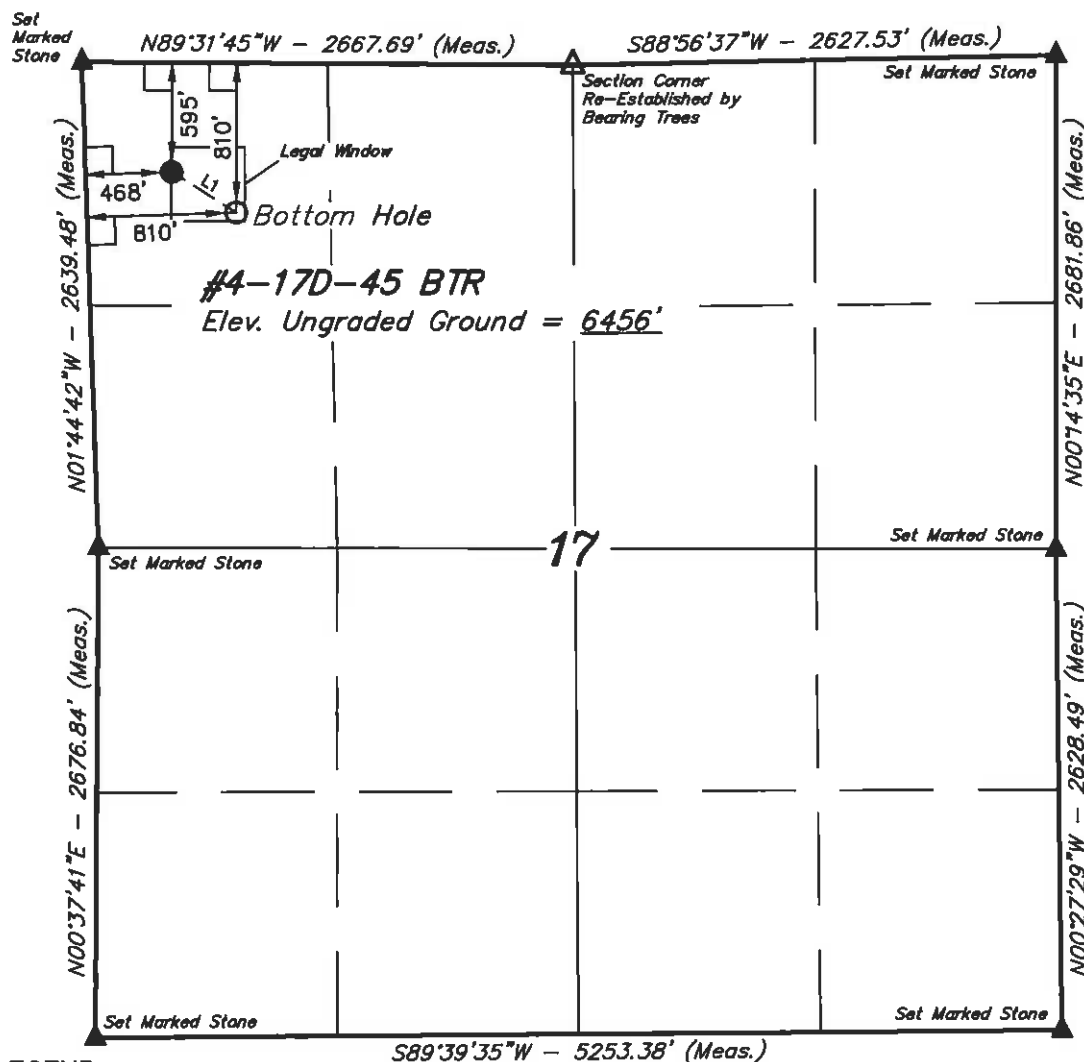 Set
Marked
Stone
N89°31'45"W - 2667.69' (Meas.)
S88°56'37"W - 2627.53' (Meas.)
Section Corner
Re-Established by
Bearing Trees
Set Marked Stone
595'
810'
Legal Window
468'
L1
810'
Bottom Hole
#4-17D-45 BTR
Elev. Ungraded Ground = 6456'
N01°44'42"W - 2639.48' (Meas.)
N00°14'35"E - 2681.86' (Meas.)
Set Marked Stone
17
Set Marked Stone
N00°37'41"E - 2676.84' (Meas.)
N00°27'29"W - 2628.49' (Meas.)
Set Marked Stone
Set Marked Stone
S89°39'35"W - 5253.38' (Meas.)